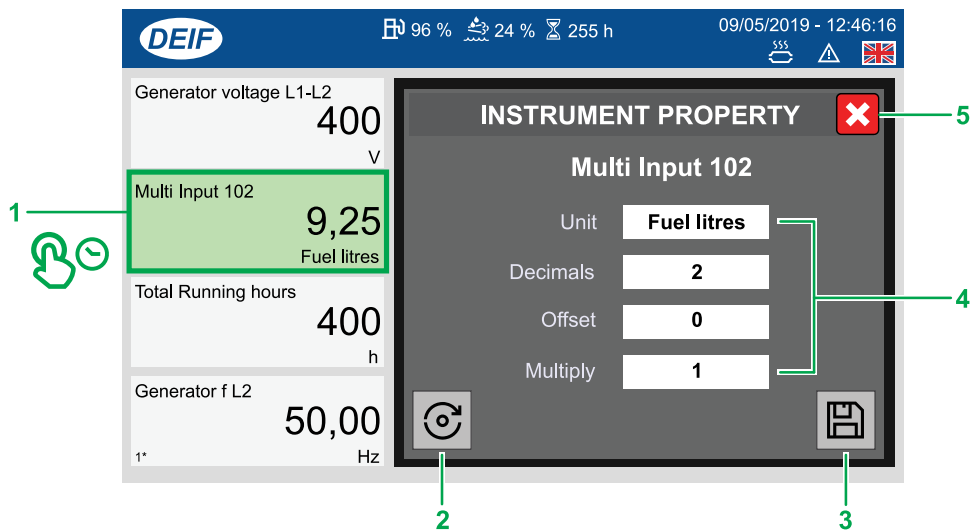 DEIF
96 % 24 % 255 h
09/05/2019 - 12:46:16
Generator voltage L1-L2
400
V
Multi Input 102
9,25
Fuel litres
Total Running hours
400
h
Generator f L2
50,00
1* Hz
INSTRUMENT PROPERTY
Multi Input 102
Unit Fuel litres
Decimals 2
Offset 0
Multiply 1
1
2
3
4
5